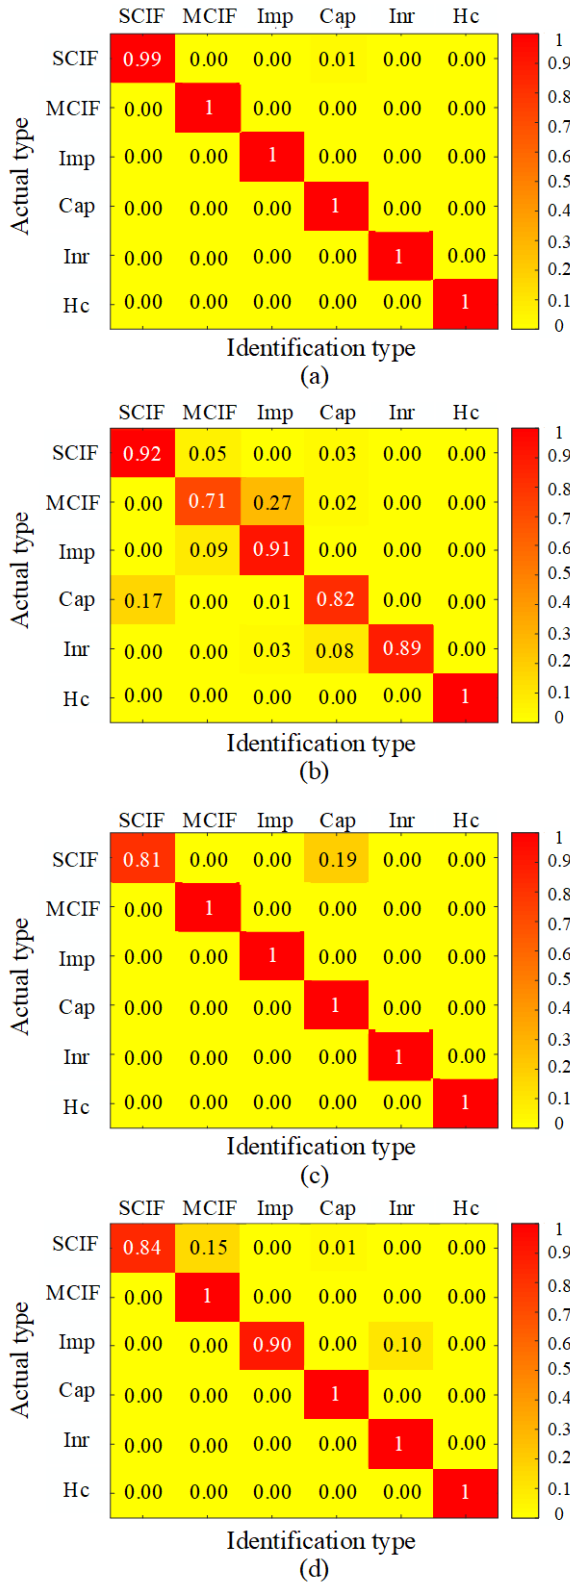 SCIF MCIF Imp Cap Inr Hc
SCIF 0.99 0.00 0.00 0.01 0.00 0.00
MCIF 0.00 1 0.00 0.00 0.00 0.00
Imp 0.00 0.00 1 0.00 0.00 0.00
Cap 0.00 0.00 0.00 1 0.00 0.00
Inr 0.00 0.00 0.00 0.00 1 0.00
Hc 0.00 0.00 0.00 0.00 0.00 1
Actual type
1
0.9
0.8
0.7
0.6
0.5
0.4
0.3
0.2
0.1
0
Identification type
(a)
SCIF MCIF Imp Cap Inr Hc
SCIF 0.92 0.05 0.00 0.03 0.00 0.00
MCIF 0.00 0.71 0.27 0.02 0.00 0.00
Imp 0.00 0.09 0.91 0.00 0.00 0.00
Cap 0.17 0.00 0.01 0.82 0.00 0.00
Inr 0.00 0.00 0.03 0.08 0.89 0.00
Hc 0.00 0.00 0.00 0.00 0.00 1
Actual type
1
0.9
0.8
0.7
0.6
0.5
0.4
0.3
0.2
0.1
0
Identification type
(b)
SCIF MCIF Imp Cap Inr Hc
SCIF 0.81 0.00 0.00 0.19 0.00 0.00
MCIF 0.00 1 0.00 0.00 0.00 0.00
Imp 0.00 0.00 1 0.00 0.00 0.00
Cap 0.00 0.00 0.00 1 0.00 0.00
Inr 0.00 0.00 0.00 0.00 1 0.00
Hc 0.00 0.00 0.00 0.00 0.00 1
Actual type
1
0.9
0.8
0.7
0.6
0.5
0.4
0.3
0.2
0.1
0
Identification type
(c)
SCIF MCIF Imp Cap Inr Hc
SCIF 0.84 0.15 0.00 0.01 0.00 0.00
MCIF 0.00 1 0.00 0.00 0.00 0.00
Imp 0.00 0.00 0.90 0.00 0.10 0.00
Cap 0.00 0.00 0.00 1 0.00 0.00
Inr 0.00 0.00 0.00 0.00 1 0.00
Hc 0.00 0.00 0.00 0.00 0.00 1
Actual type
1
0.9
0.8
0.7
0.6
0.5
0.4
0.3
0.2
0.1
0
Identification type
(d)